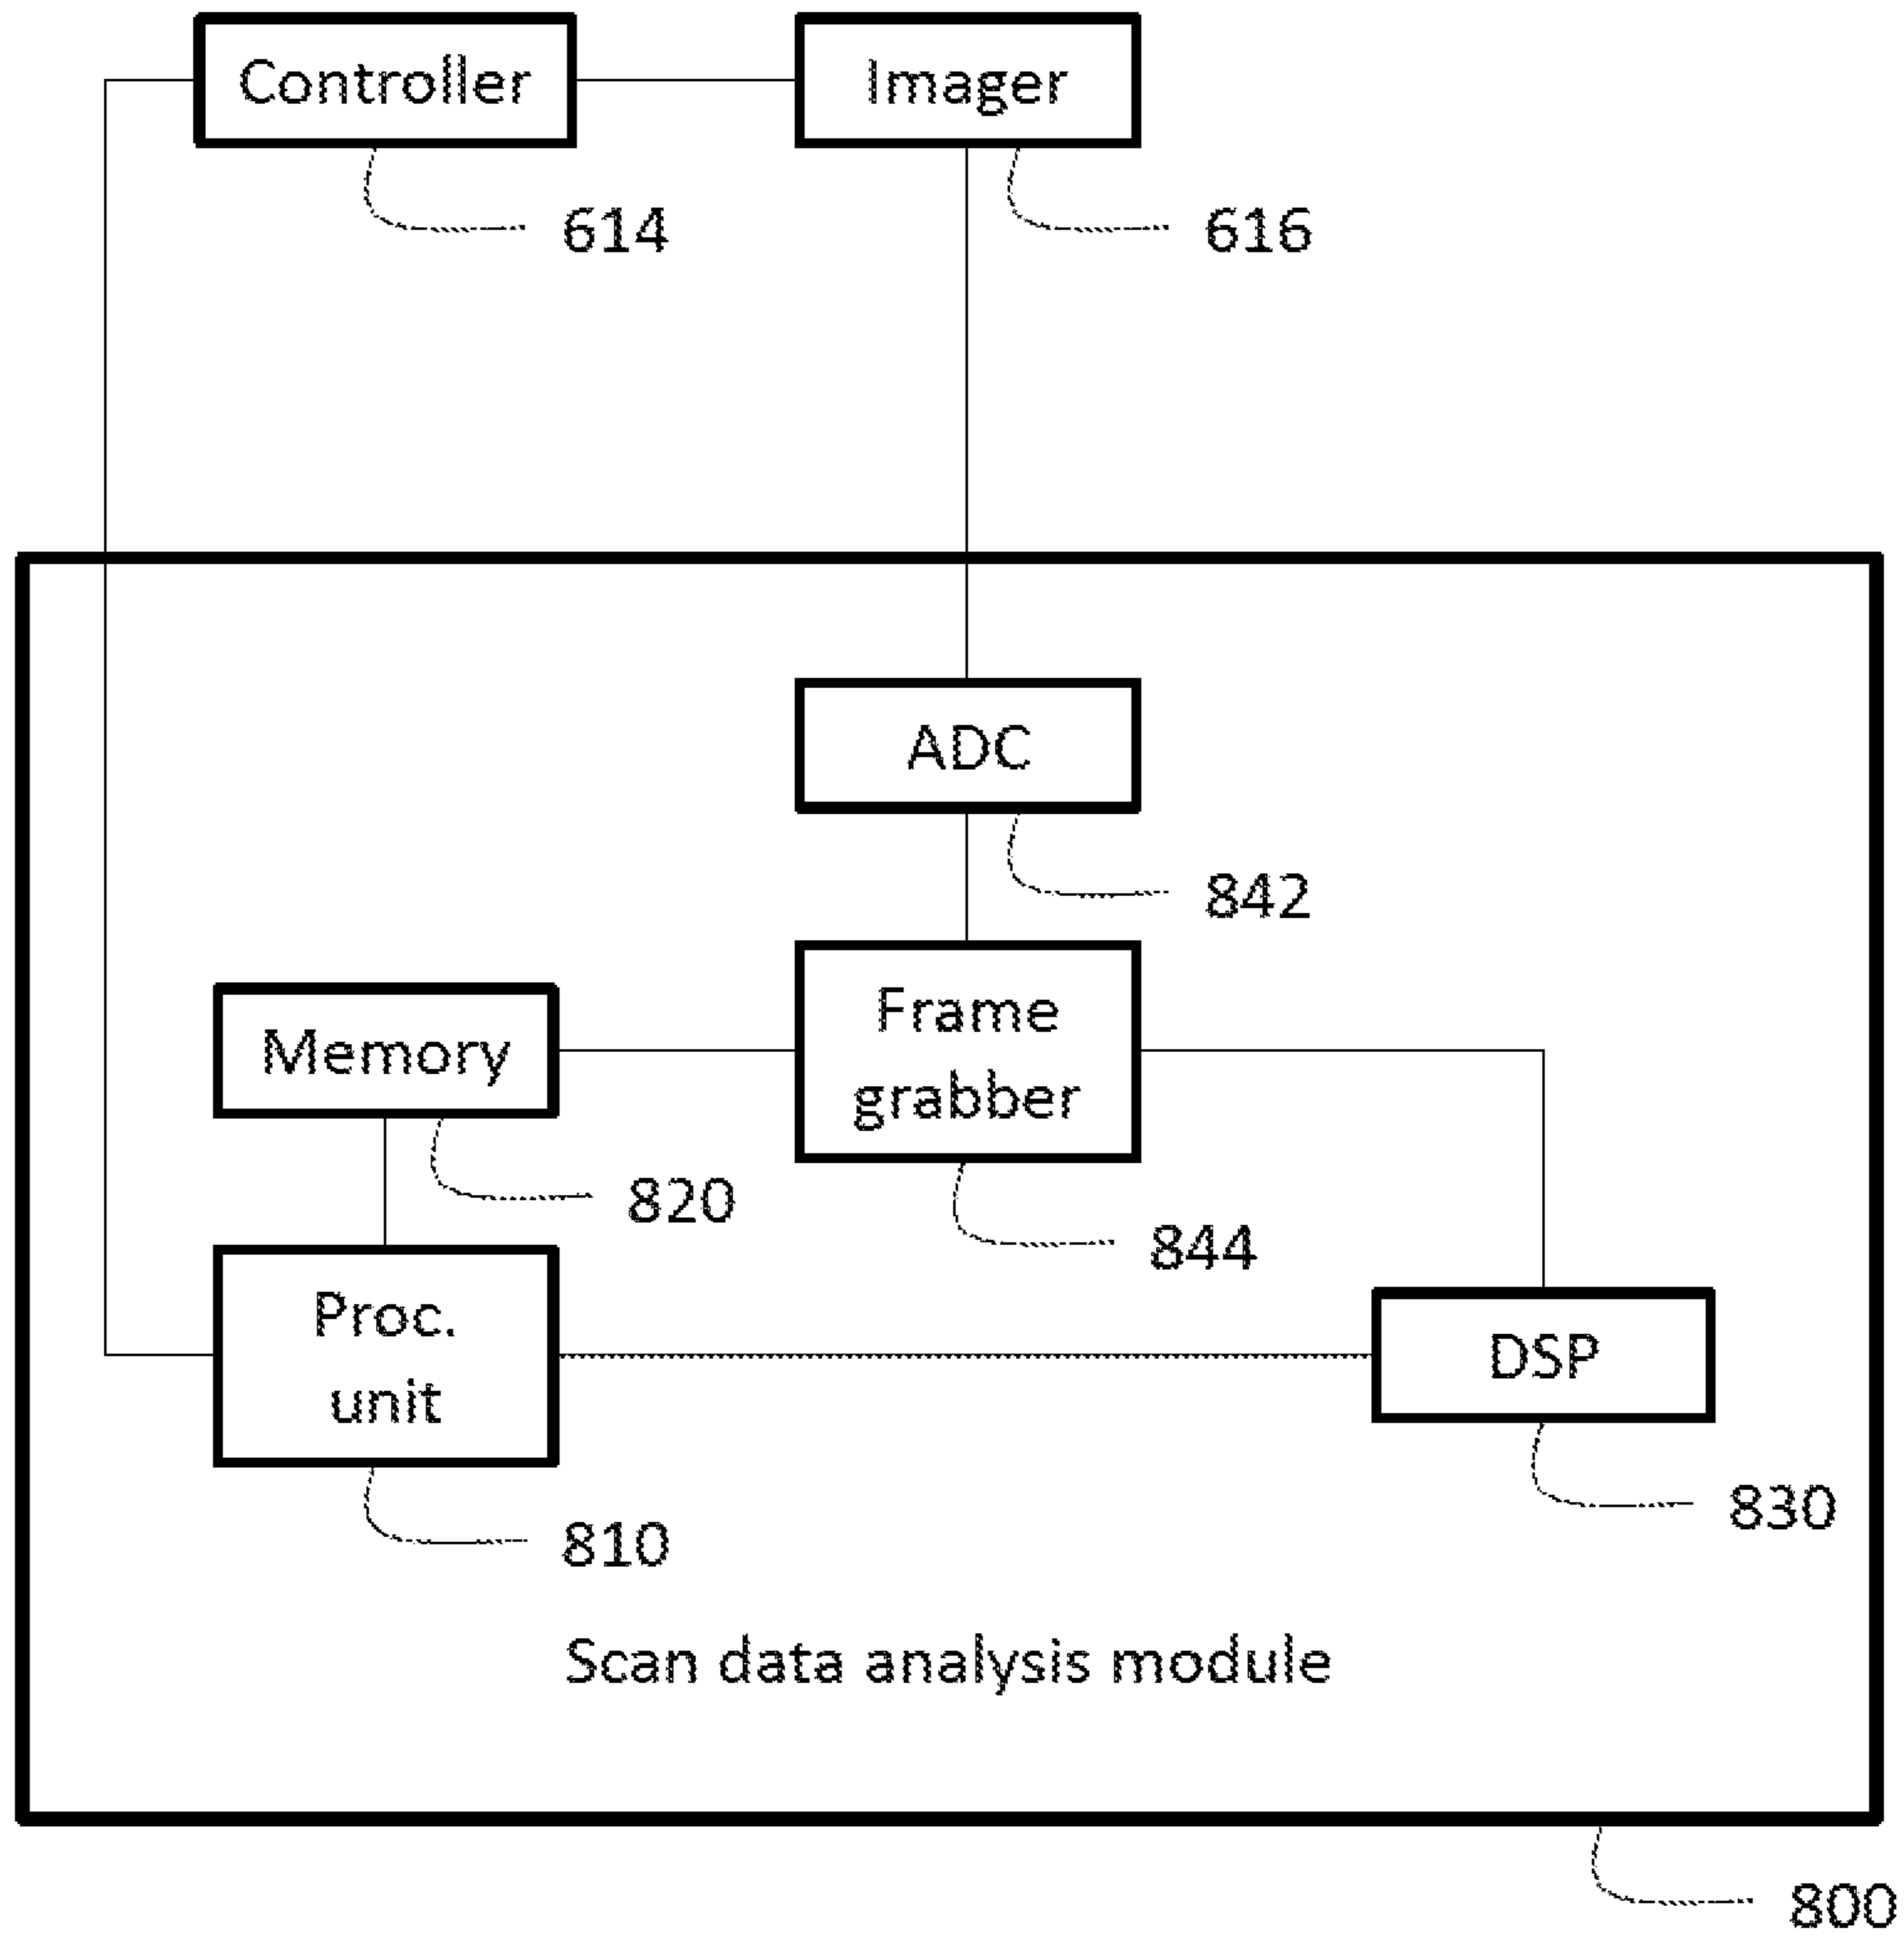 Controller
Imager
614
616
ADC
842
Frame
grabber
Memory
820
844
Proc.
unit
DSP
830
810
Scan data analysis module
800